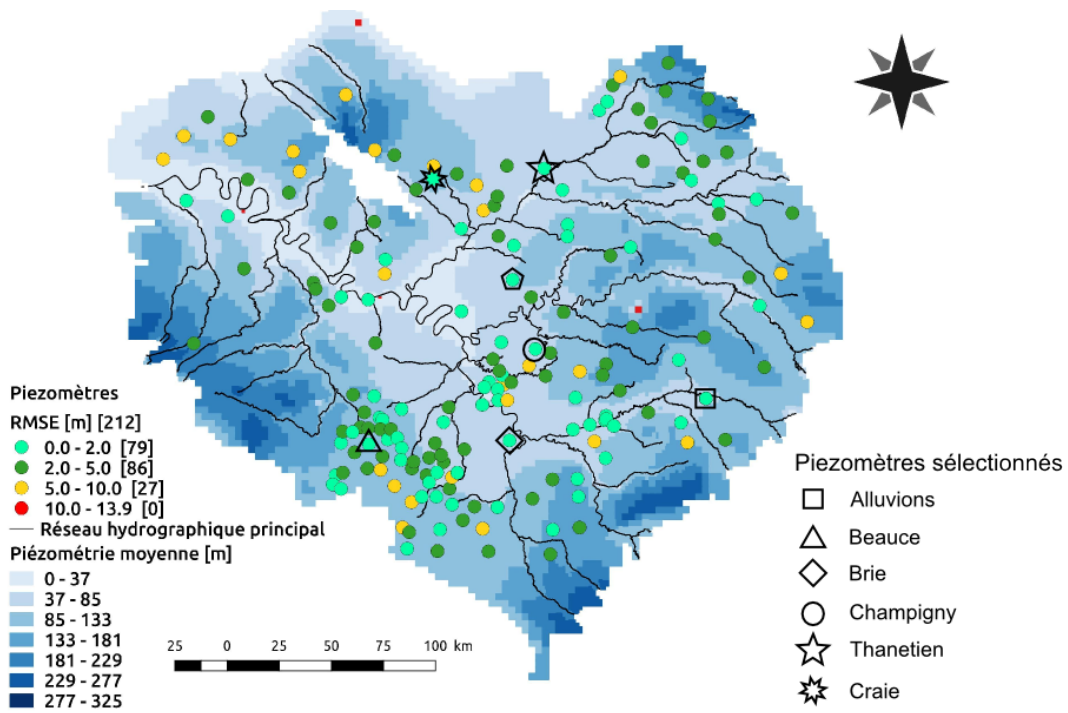 Piezomètres
RMSE [m] [212]
0.0 - 2.0 [79]
2.0 - 5.0 [86]
5.0 - 10.0 [27]
10.0 - 13.9 [0]
Réseau hydrographique principal
Piézométrie moyenne [m]
0 - 37
37 - 85
85 - 133
133 - 181
181 - 229
229 - 277
277 - 325
25 0 25 50 75 100 km
Piezomètres sélectionnés
Alluvions
Beauce
Brie
Champigny
Thanetien
Craie